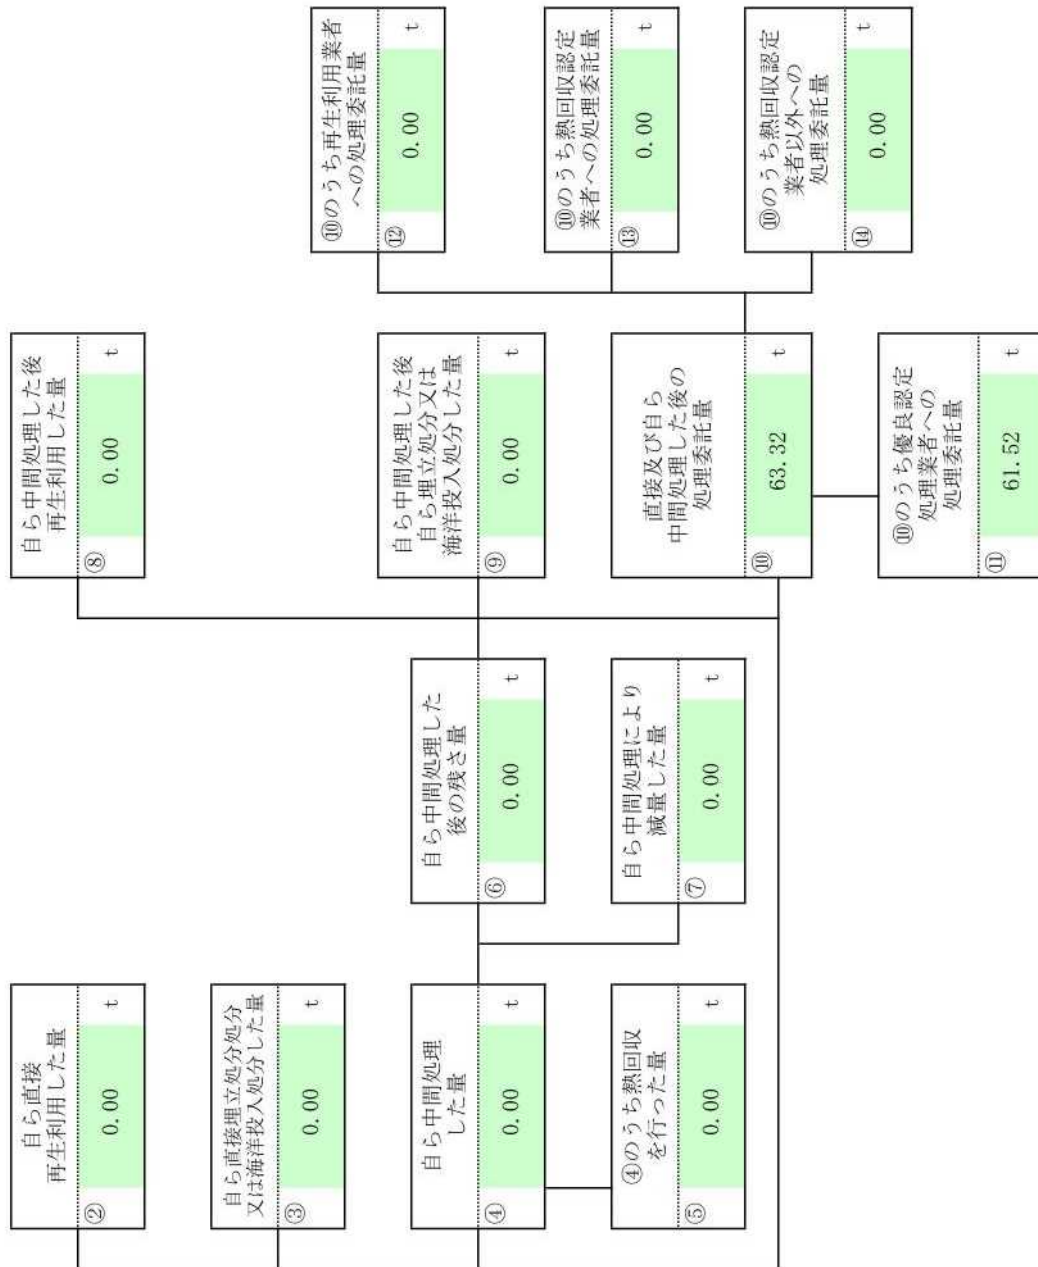 自ら直接
再生利用した量
②
0.00
t
自ら直接埋立処分処分
又は海洋投入処分した量
③
0.00
t
自ら中間処理
した量
④
0.00
t
④のうち熱回収
を行った量
⑤
0.00
t
自ら中間処理した
後の残さ量
⑥
0.00
t
自ら中間処理により
減量した量
⑦
0.00
t
自ら中間処理した後
再生利用した量
⑧
0.00
t
自ら中間処理した後
自ら埋立処分又は
海洋投入処分した量
⑨
0.00
t
直接及び自ら
中間処理した後の
処理委託量
⑩
63.32
t
⑩のうち優良認定
処理業者への
処理委託量
⑪
61.52
t
⑩のうち再生利用業者
への処理委託量
⑫
0.00
t
⑩のうち熱回収認定
業者への処理委託量
⑬
0.00
t
⑩のうち熱回収認定
業者以外への
処理委託量
⑭
0.00
t